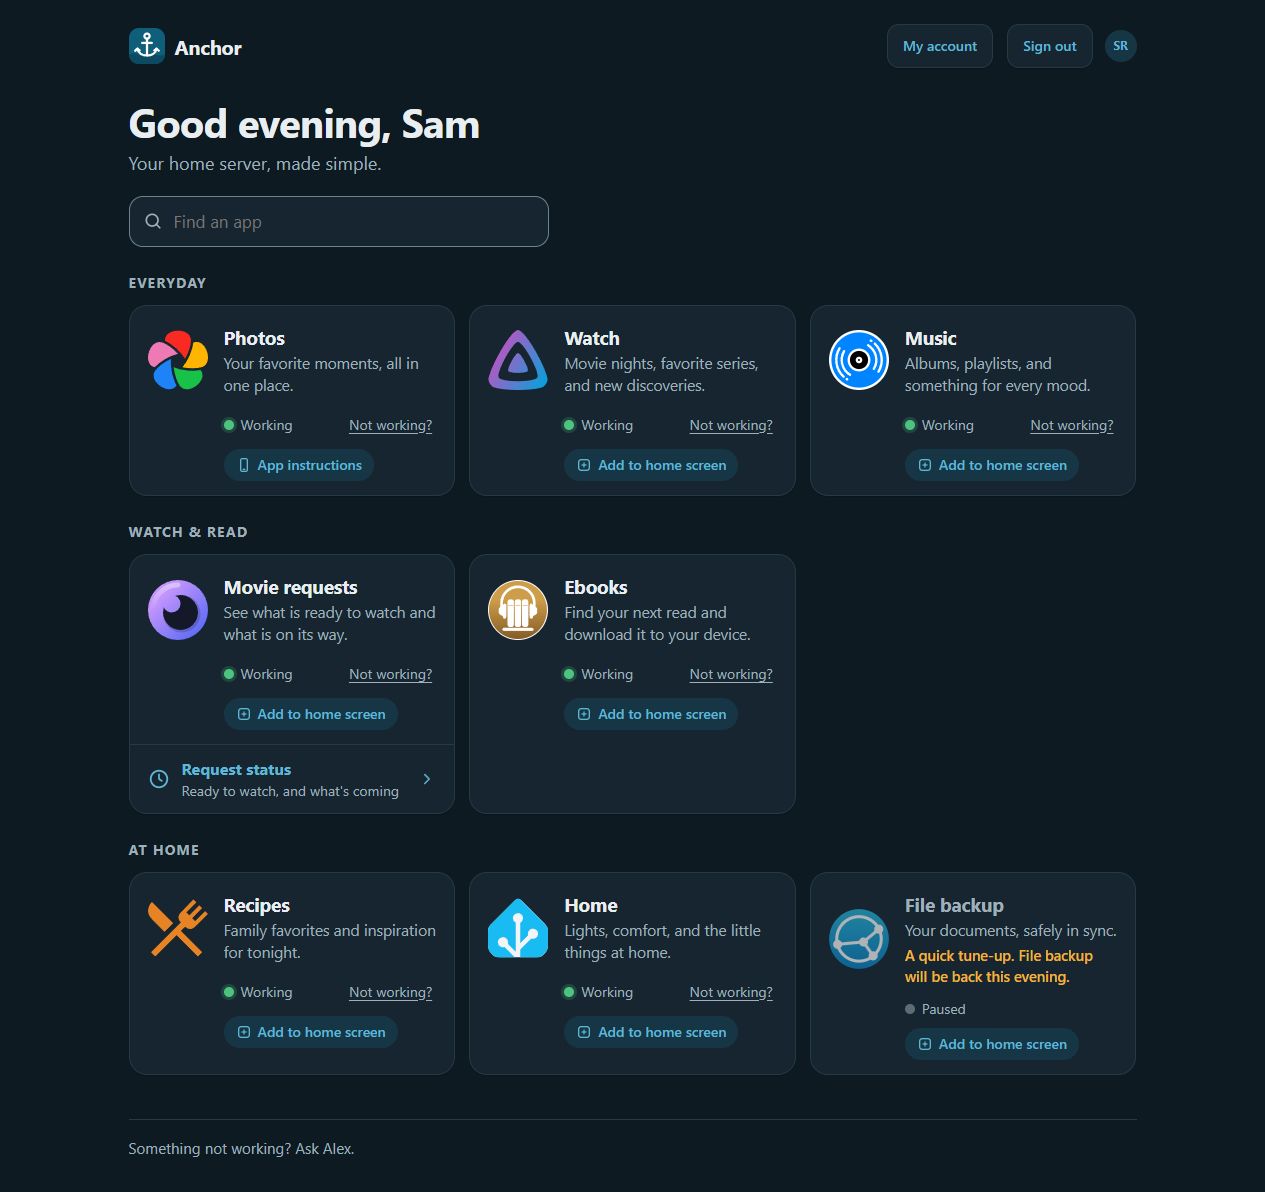 Anchor
My account
Sign out
SR
Good evening, Sam
Your home server, made simple.
Find an app
EVERYDAY
Photos
Your favorite moments, all in
one place.
Working
Not working?
App instructions
Watch
Movie nights, favorite series,
and new discoveries.
Working
Not working?
Add to home screen
Music
Albums, playlists, and
something for every mood.
Working
Not working?
Add to home screen
WATCH & READ
Movie requests
See what is ready to watch and
what is on its way.
Working
Not working?
Add to home screen
Request status
Ready to watch, and what's coming
Ebooks
Find your next read and
download it to your device.
Working
Not working?
Add to home screen
AT HOME
Recipes
Family favorites and inspiration
for tonight.
Working
Not working?
Add to home screen
Home
Lights, comfort, and the little
things at home.
Working
Not working?
Add to home screen
File backup
Your documents, safely in sync.
A quick tune-up. File backup
will be back this evening.
Paused
Add to home screen
Something not working? Ask Alex.